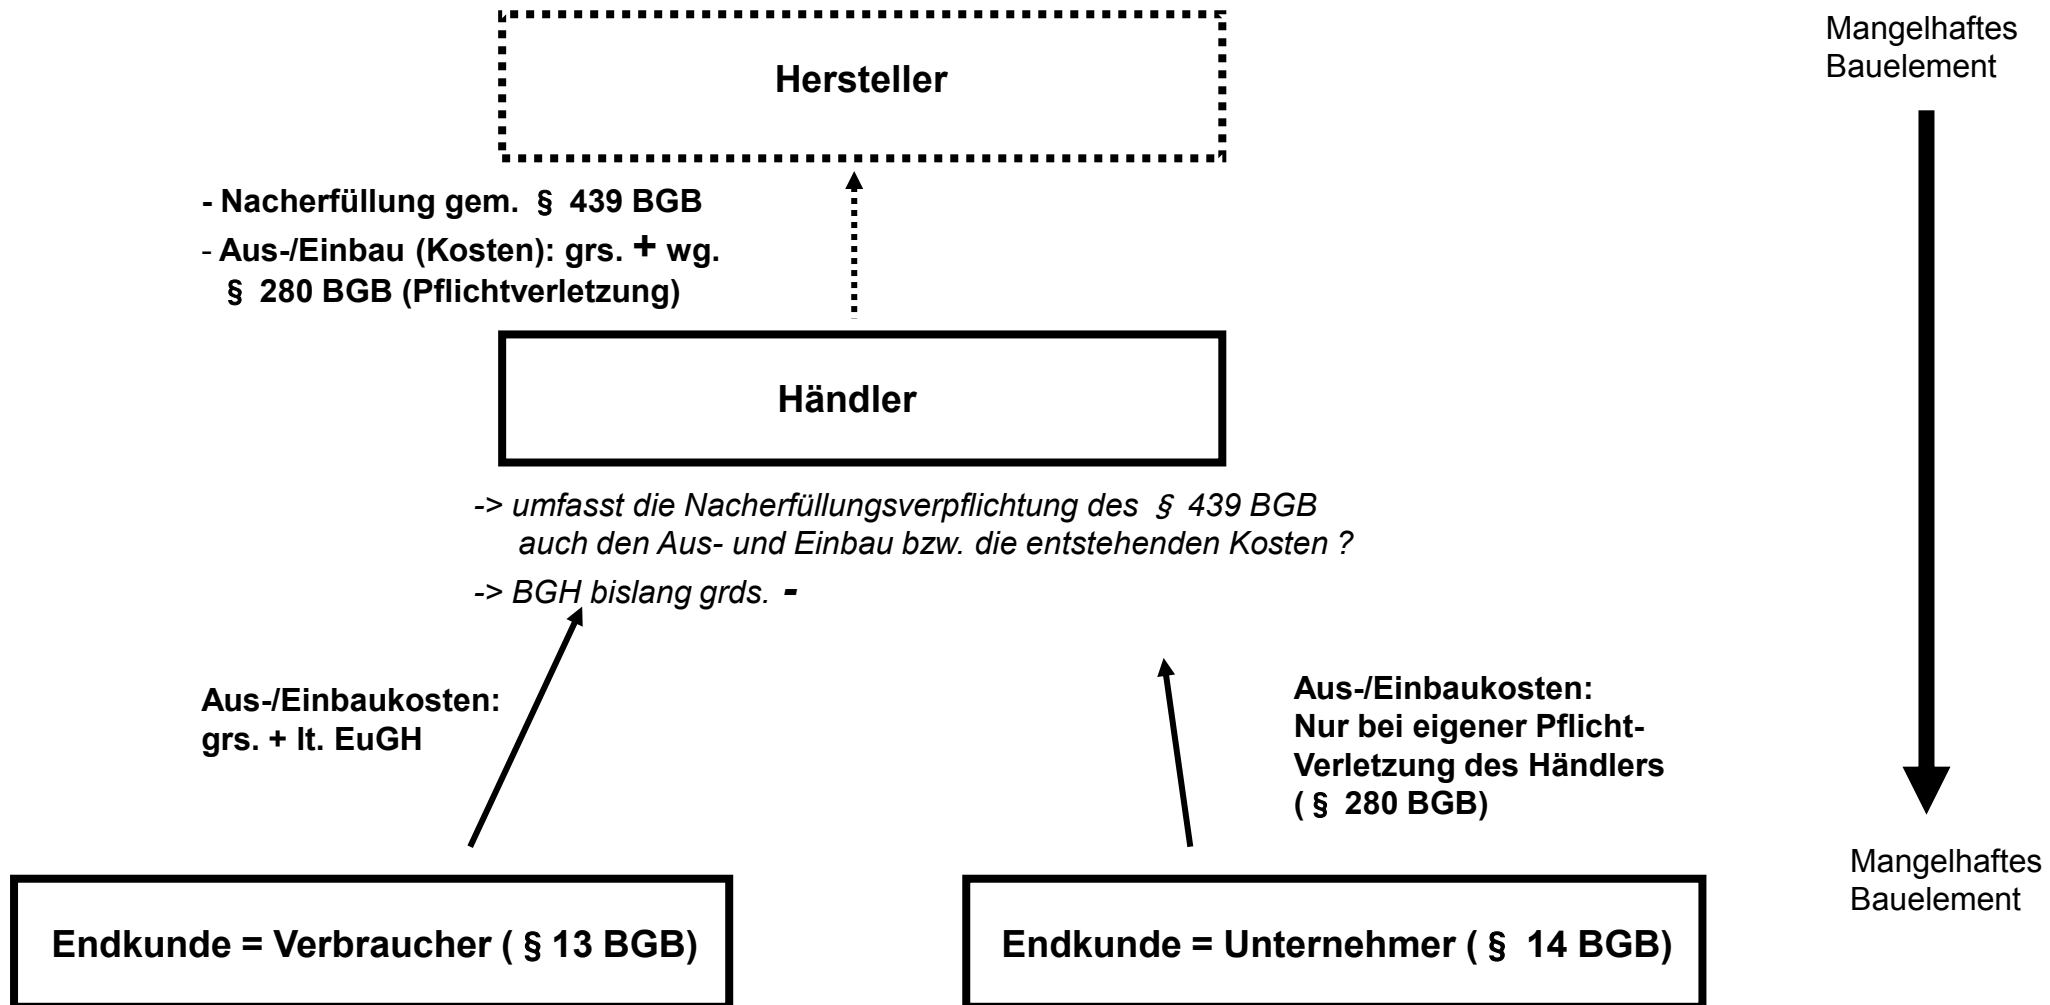 Hersteller
Mangelhaftes
Bauelement
- Nacherfüllung gem. § 439 BGB
- Aus-/Einbau (Kosten): grs. + wg.
§ 280 BGB (Pflichtverletzung)
Händler
-> umfasst die Nacherfüllungsverpflichtung des § 439 BGB
auch den Aus- und Einbau bzw. die entstehenden Kosten ?
-> BGH bislang grds. -
Aus-/Einbaukosten:
grs. + lt. EuGH
Aus-/Einbaukosten:
Nur bei eigener Pflicht-
Verletzung des Händlers
( § 280 BGB)
Mangelhaftes
Bauelement
Endkunde = Verbraucher ( § 13 BGB)
Endkunde = Unternehmer ( § 14 BGB)